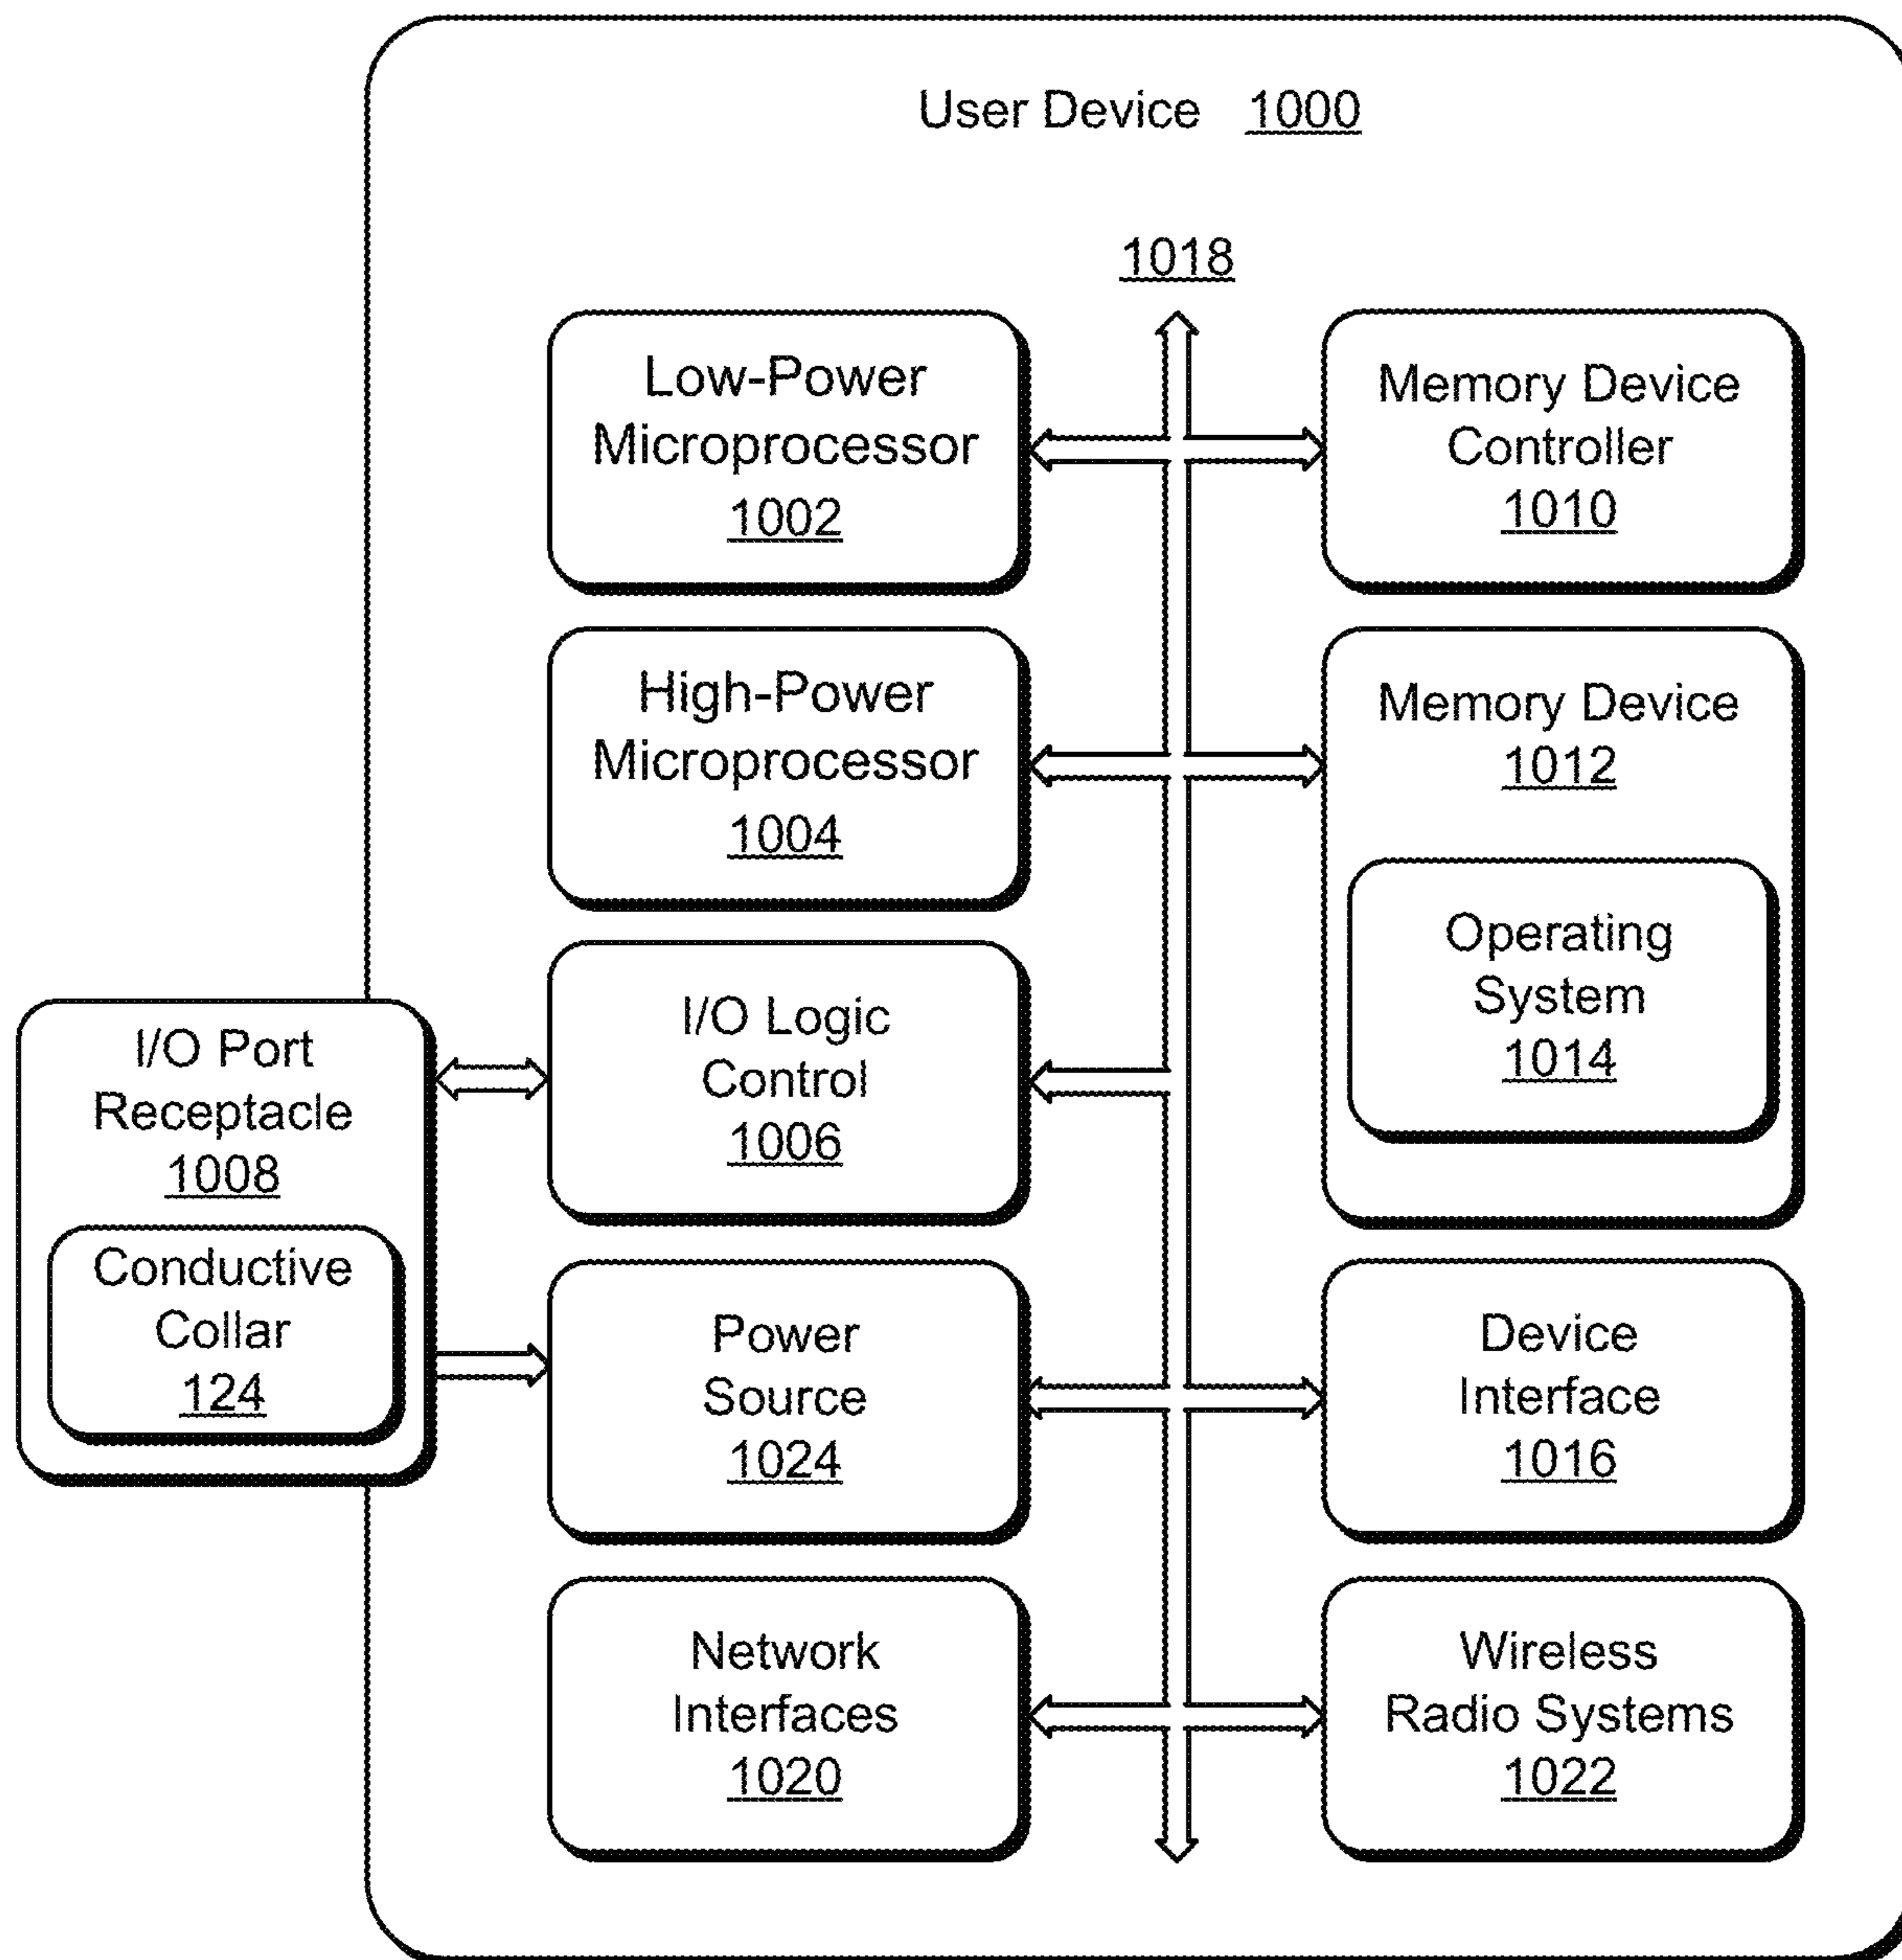 User Device 1000
1018
Low-Power
Microprocessor
1002
Memory Device
Controller
1010
High-Power
Microprocessor
1004
Memory Device
1012
Operating
System
1014
I/O Port
Receptacle
1008
Conductive
Collar
124
I/O Logic
Control
1006
Power
Source
1024
Device
Interface
1016
Network
Interfaces
1020
Wireless
Radio Systems
1022